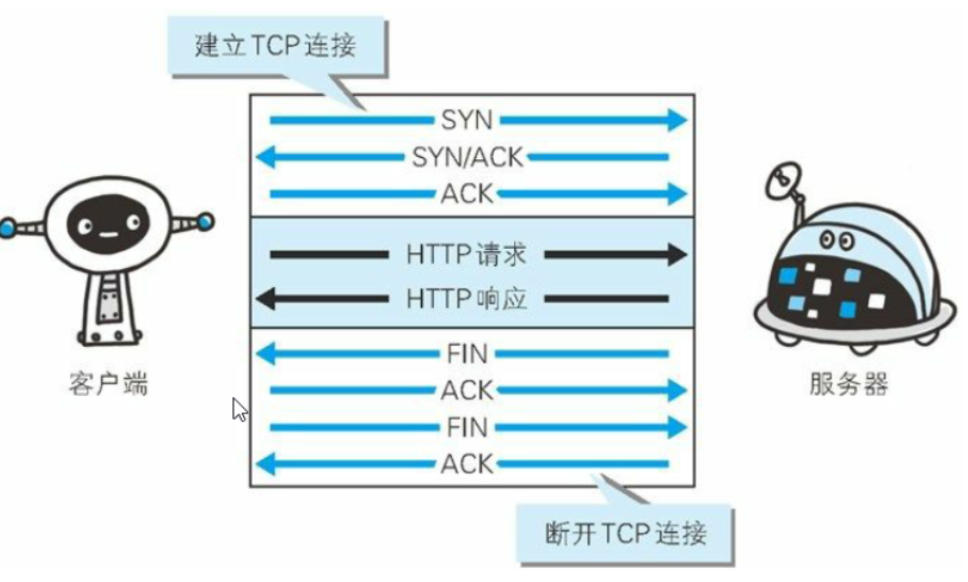 建立TCP连接
SYN
SYN/ACK
ACK
HTTP请求
HTTP响应
FIN
ACK
FIN
ACK
客户端
服务器
断开TCP连接